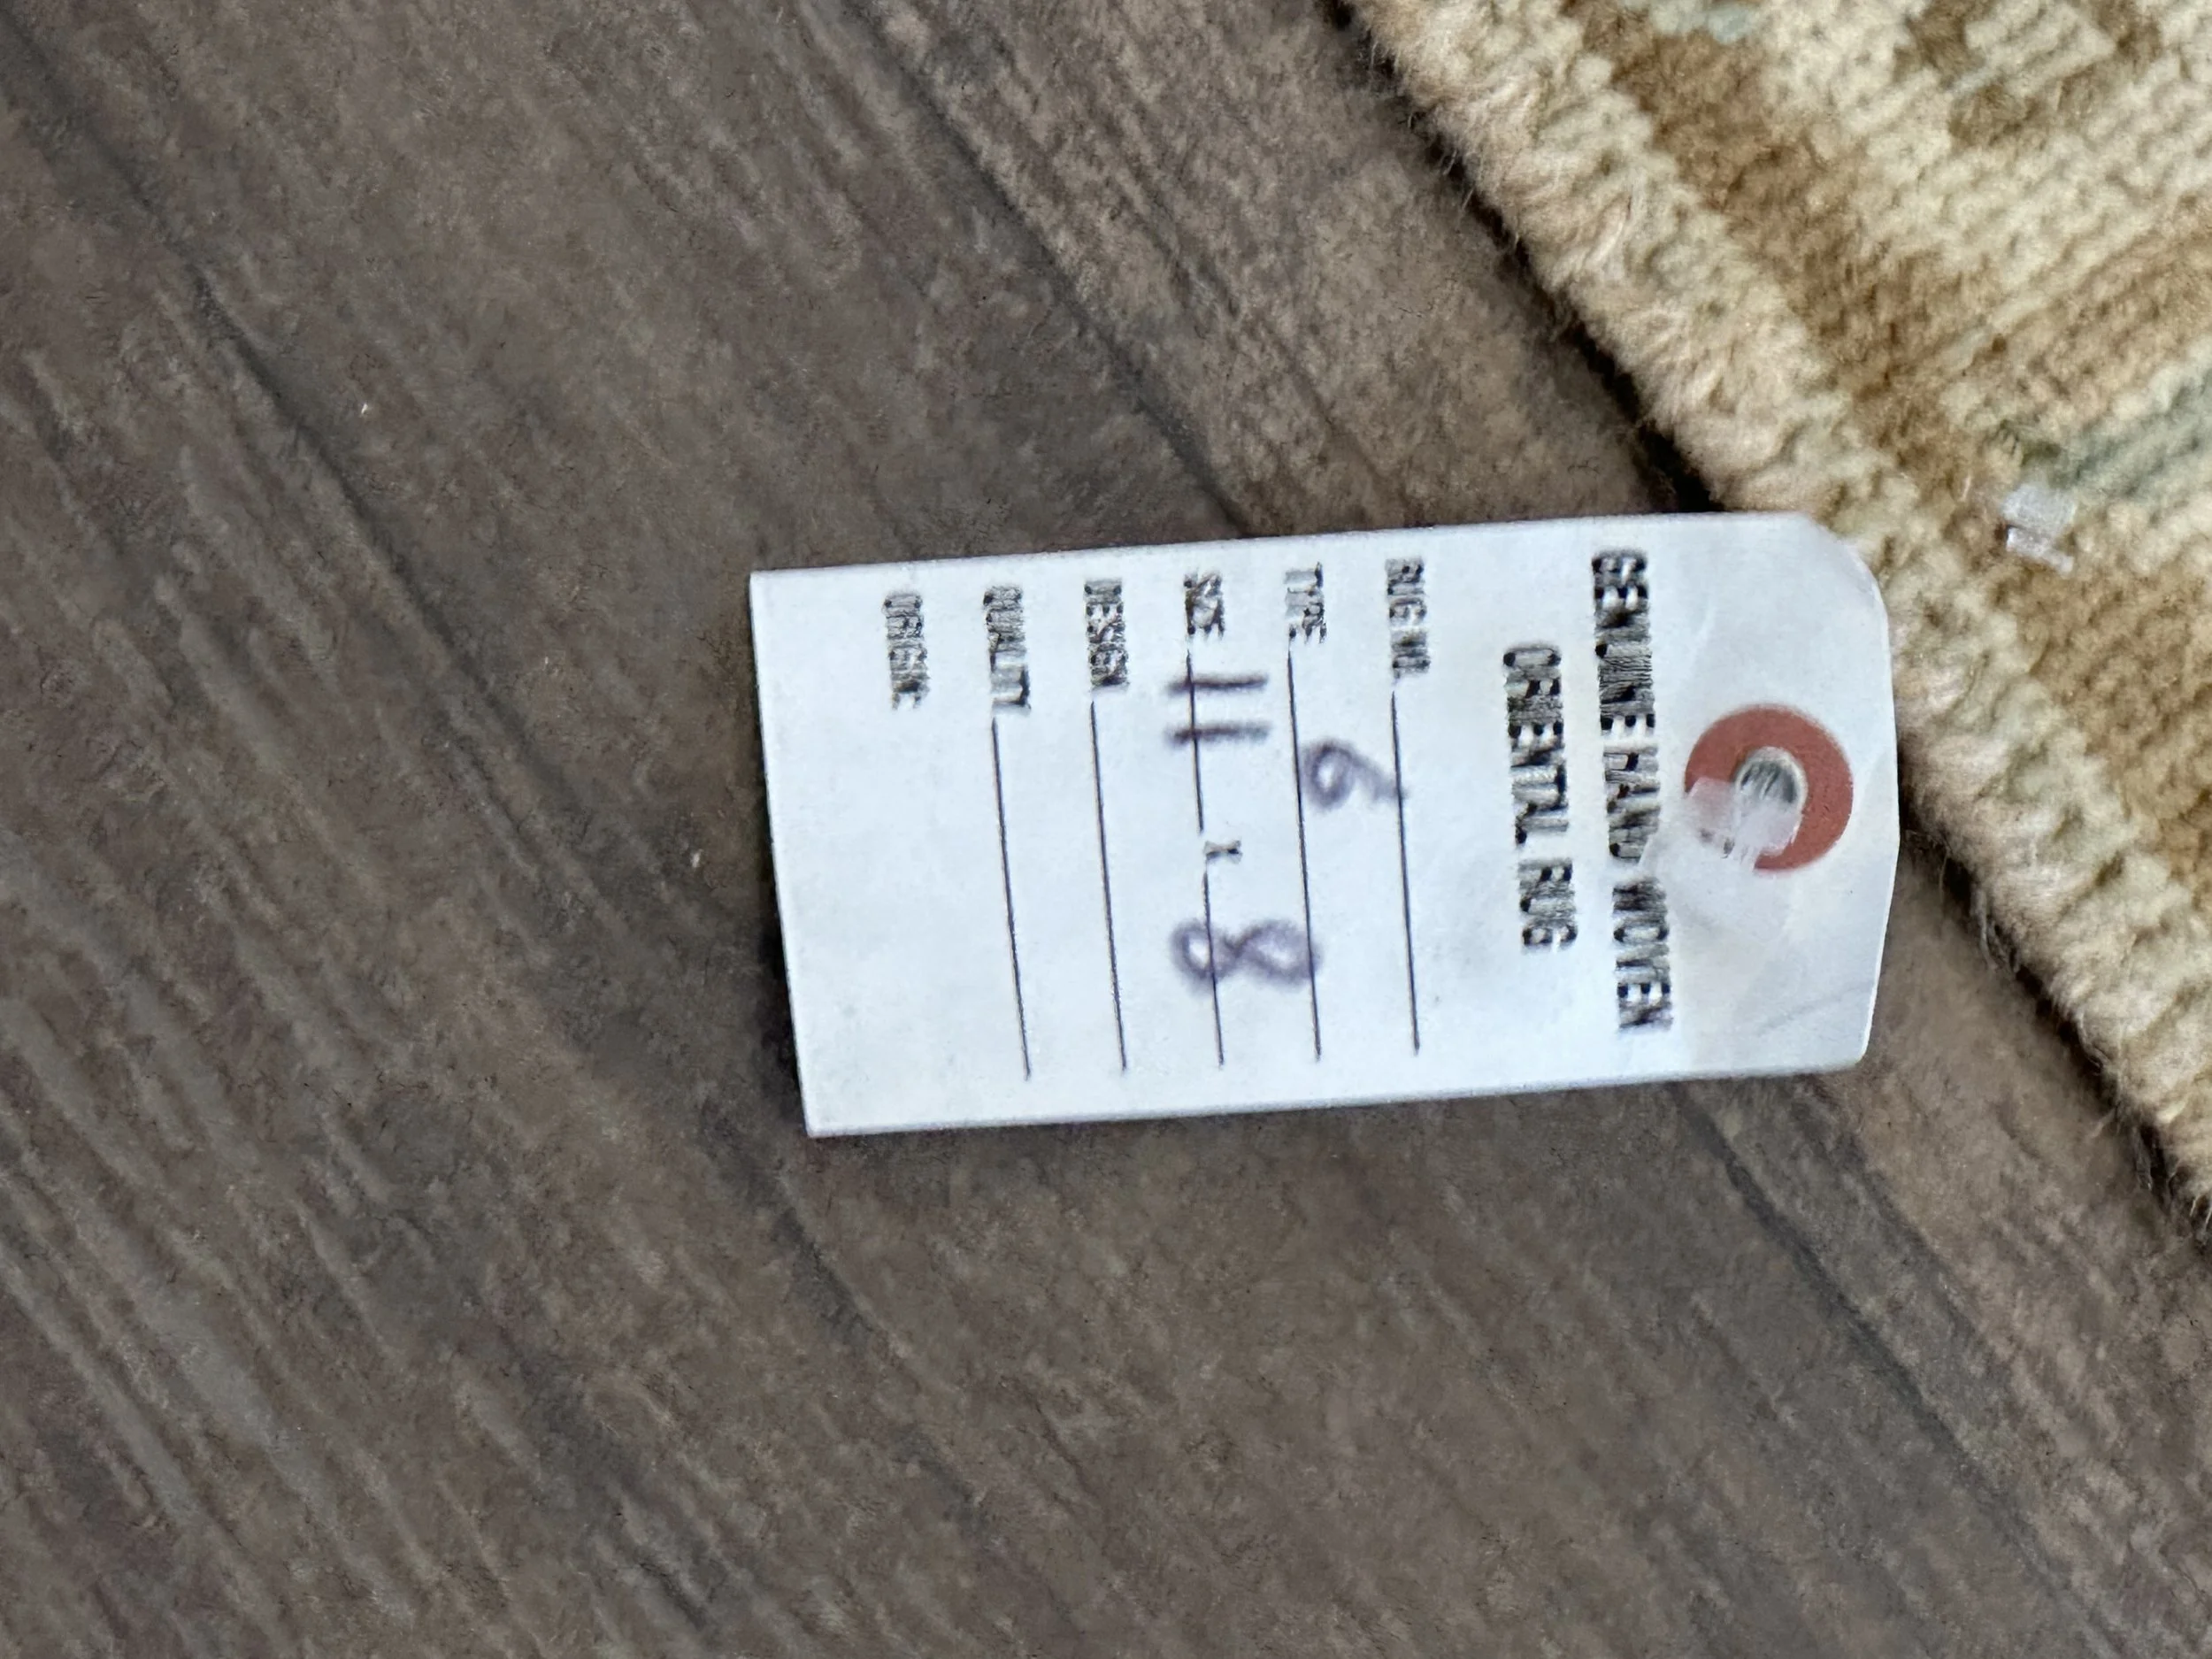 GENUINE HAND WOVEN
ORIENTAL RUG
RUG NO.
TYPE 6
SIZE 11 x 8
DESIGN
QUALITY
ORIGIN: